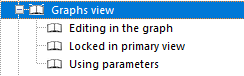 Graphs view
Editing in the graph
Locked in primary view
Using parameters